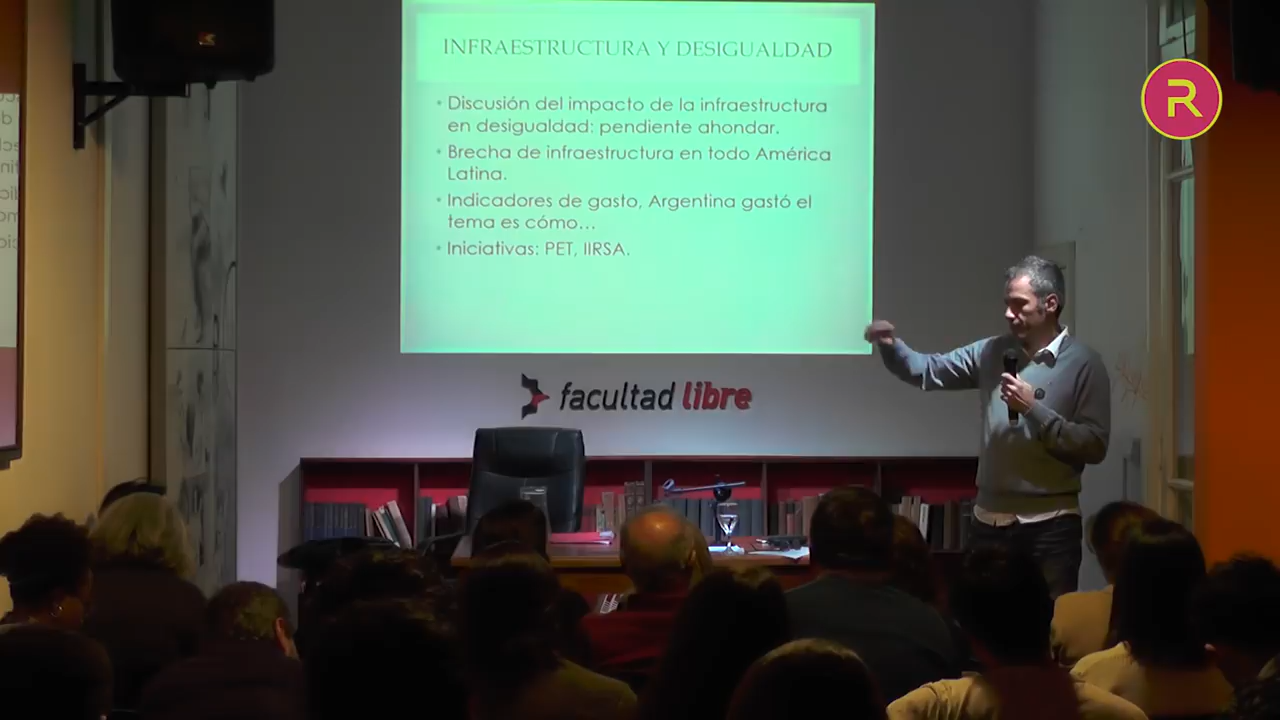 INFRAESTRUCTURA Y DESIGUALDAD
• Discusión del impacto de la infraestructura
en desigualdad: pendiente ahondar.
• Brecha de infraestructura en todo América
Latina.
• Indicadores de gasto, Argentina gastó el
tema es cómo...
• Iniciativas: PET, IIRSA.
facultad libre
R